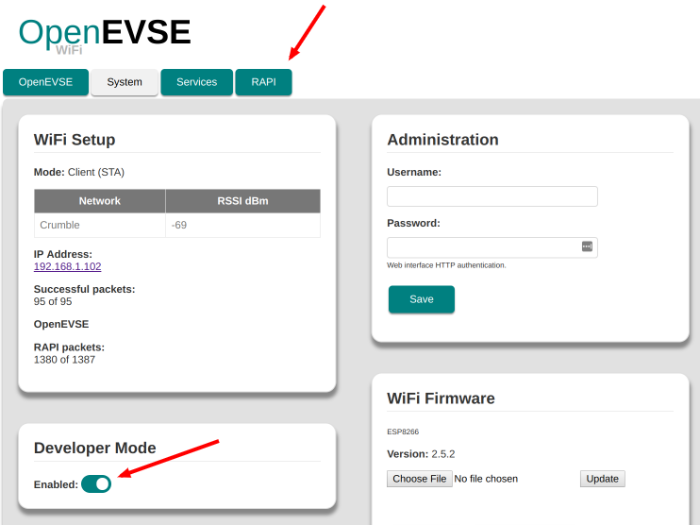 OpenEVSE
WiFi
OpenEVSE
System
Services
RAPI
WiFi Setup
Mode: Client (STA)
Network RSSI dBm
Crumble -69
IP Address:
192.168.1.102
Successful packets:
95 of 95
OpenEVSE
RAPI packets:
1380 of 1387
Developer Mode
Enabled:
Administration
Username:
Password:
Web interface HTTP authentication.
Save
WiFi Firmware
ESP8266
Version: 2.5.2
Choose File No file chosen Update